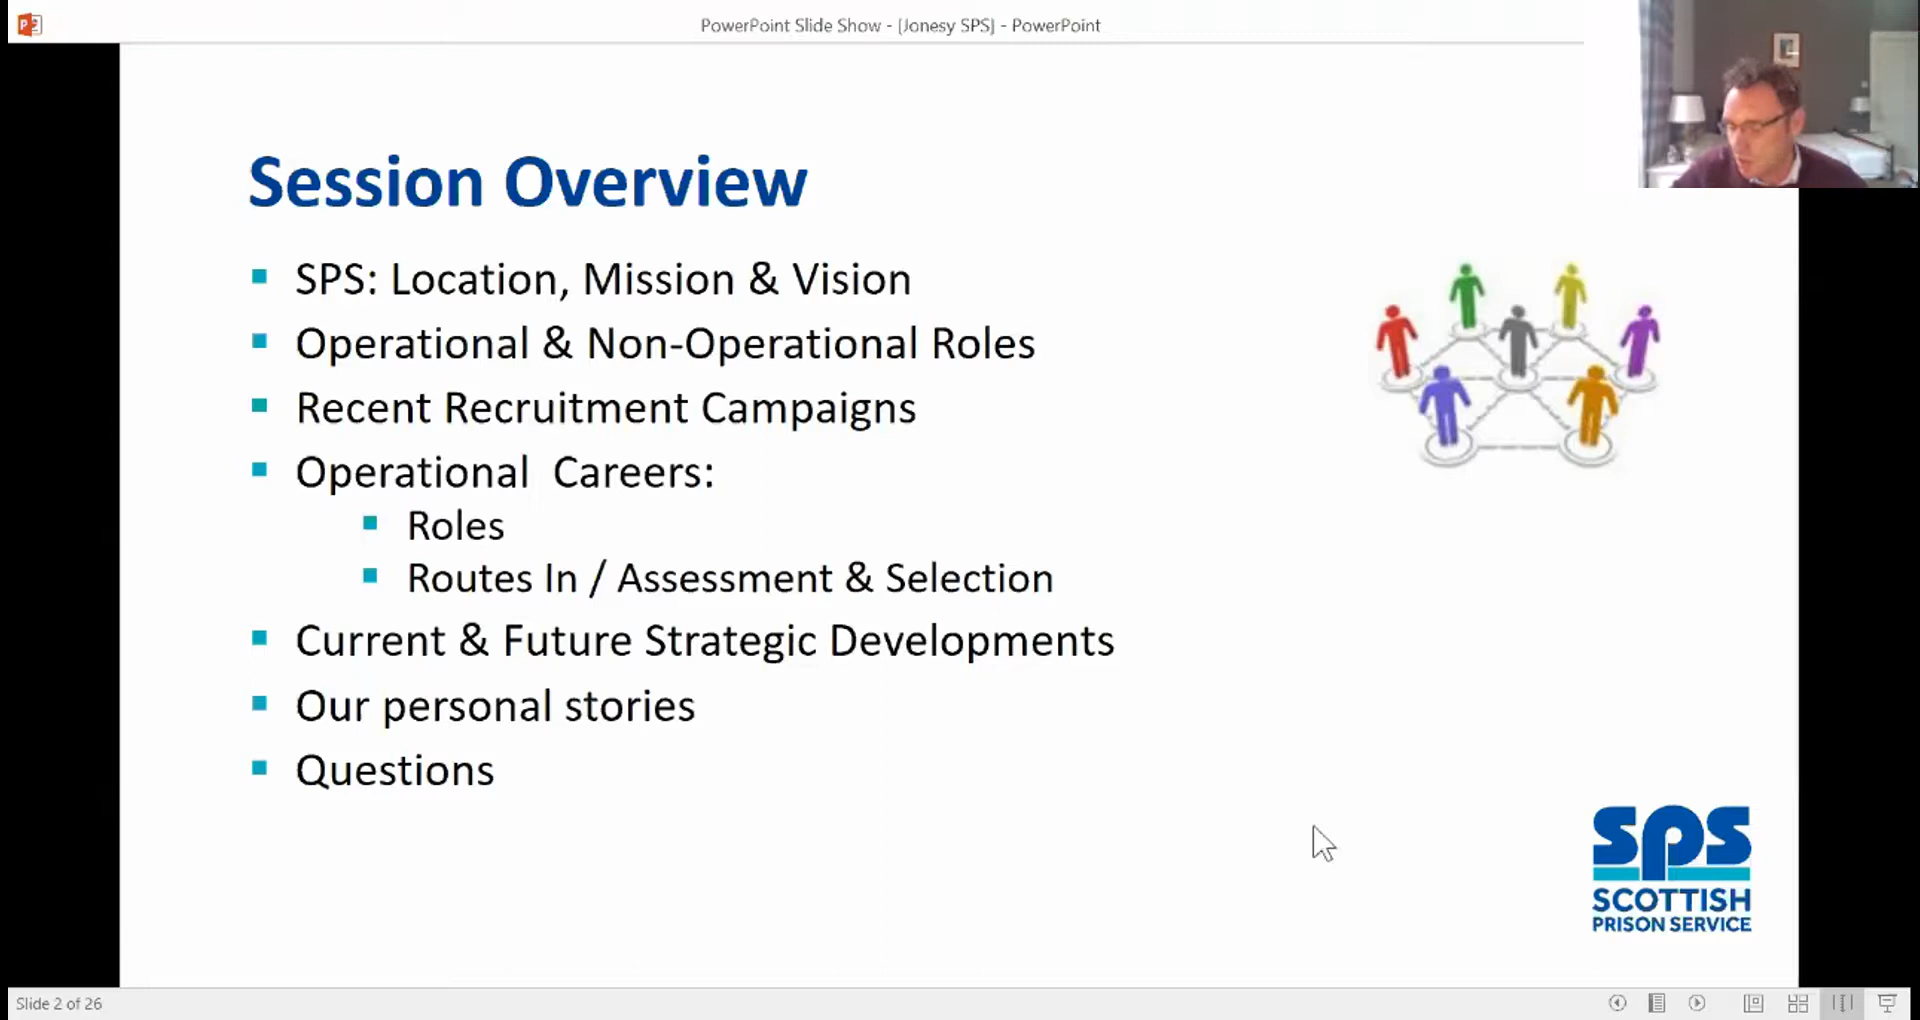 PowerPoint Slide Show - [Jonesy SPS] - PowerPoint
Session Overview
SPS: Location, Mission & Vision
Operational & Non-Operational Roles
Recent Recruitment Campaigns
Operational Careers:
Roles
Routes In / Assessment & Selection
Current & Future Strategic Developments
Our personal stories
Questions
sps
SCOTTISH
PRISON SERVICE
Slide 2 of 26